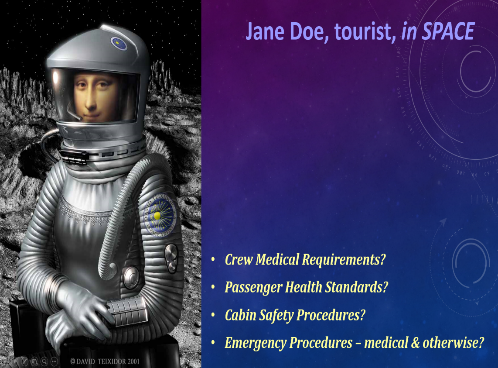 Jane Doe, tourist, in SPACE
• Crew Medical Requirements?
• Passenger Health Standards?
• Cabin Safety Procedures?
• Emergency Procedures – medical & otherwise?
© DAVID TEIXIDOR 2001